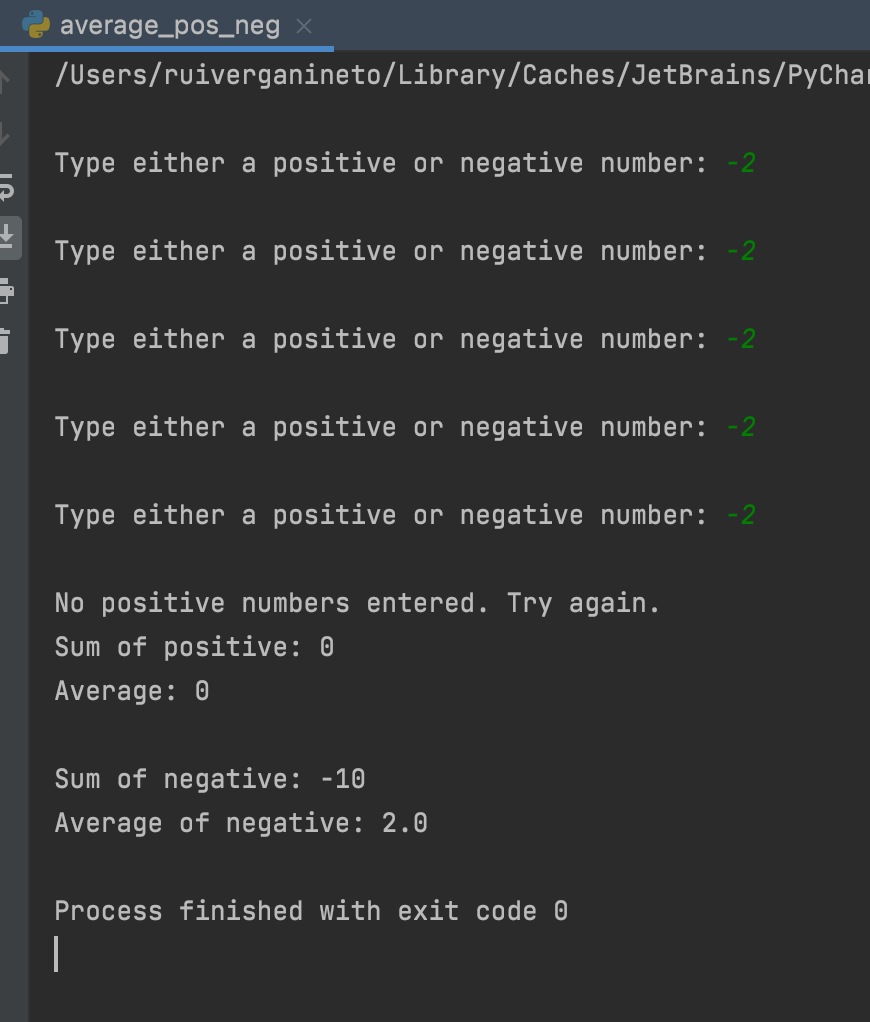 average_pos_neg
/Users/ruiverganineto/Library/Caches/JetBrains/PyChar
Type either a positive or negative number: -2
Type either a positive or negative number: -2
Type either a positive or negative number: -2
Type either a positive or negative number: -2
Type either a positive or negative number: -2
No positive numbers entered. Try again.
Sum of positive: 0
Average: 0
Sum of negative: -10
Average of negative: 2.0
Process finished with exit code 0